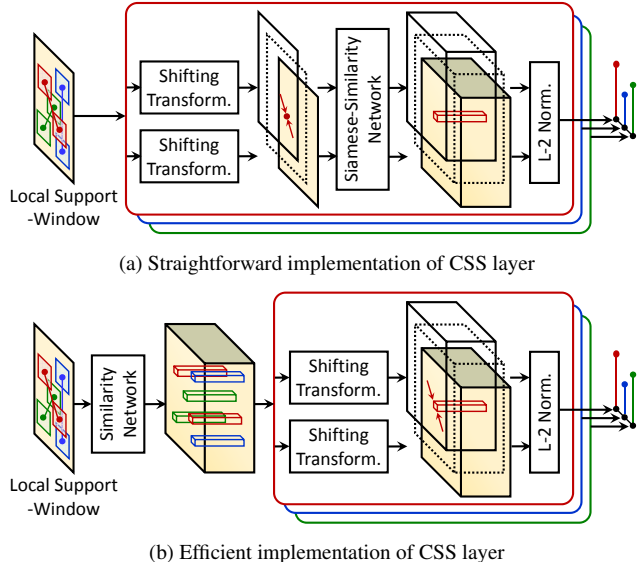 Shifting
Transform.
Shifting
Transform.
Siamese-Similarity
Network
L-2 Norm.
Local Support
-Window
(a) Straightforward implementation of CSS layer
Similarity
Network
Shifting
Transform.
Shifting
Transform.
L-2 Norm.
Local Support
-Window
(b) Efficient implementation of CSS layer